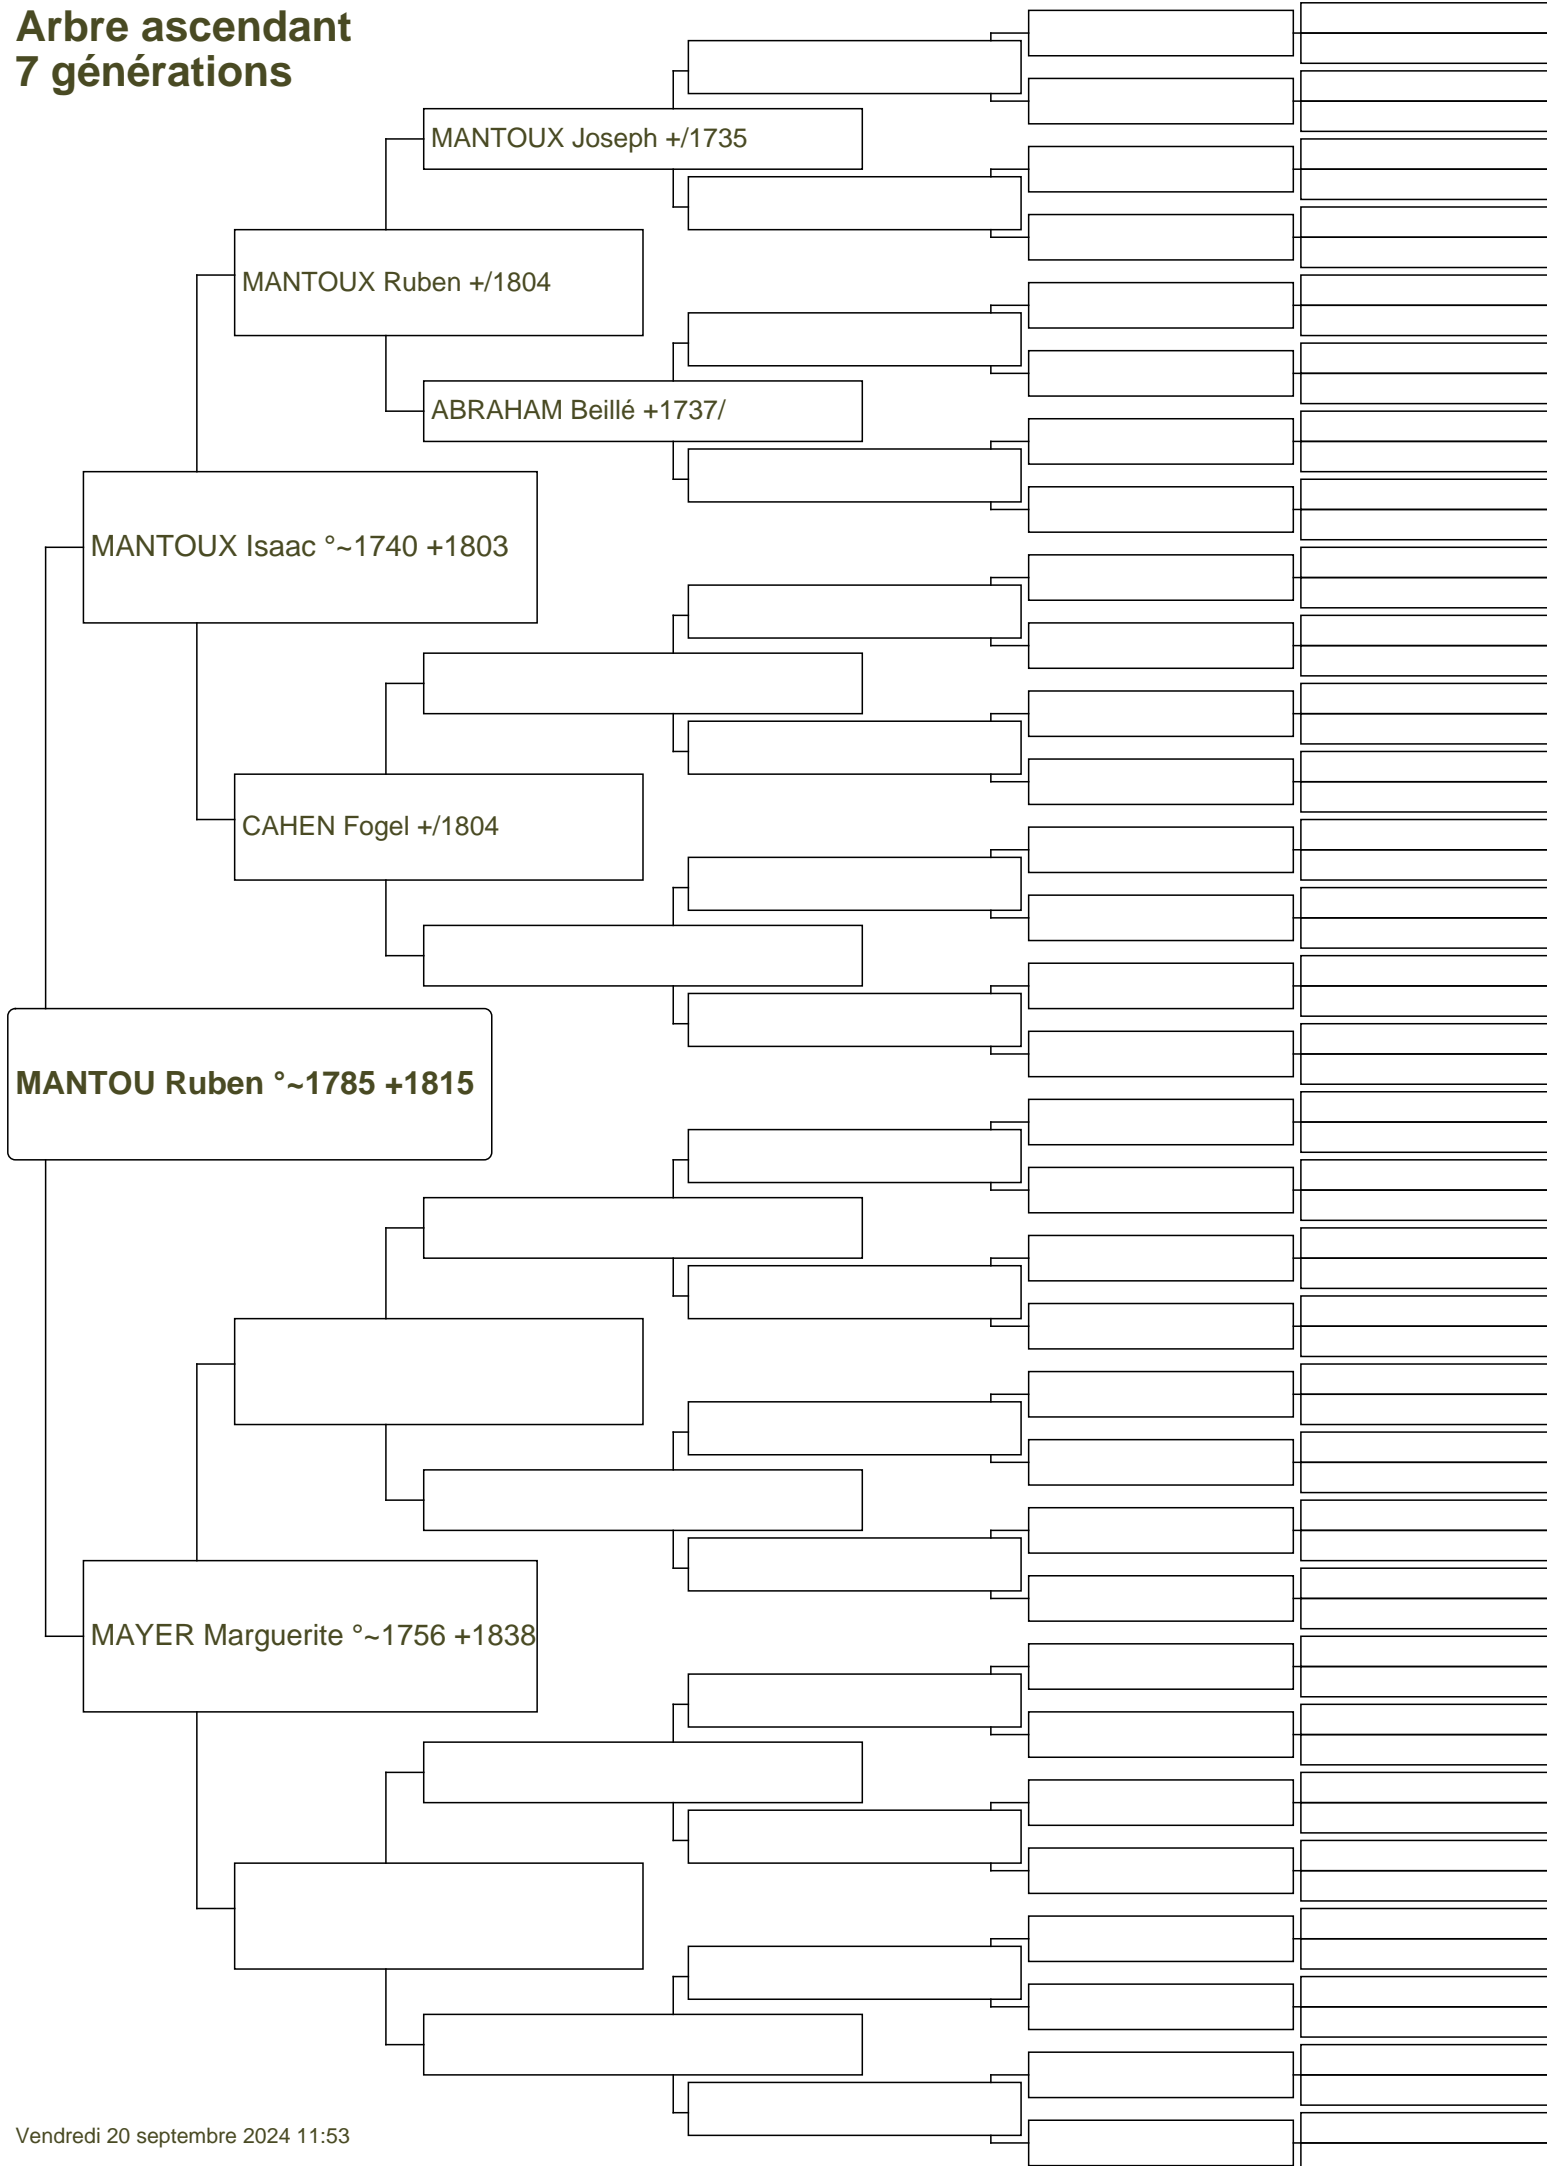 Arbre ascendant
7 générations
MANTOUX Joseph +/1735
MANTOUX Ruben +/1804
ABRAHAM Beillé +1737/
MANTOUX Isaac °~1740 +1803
CAHEN Fogel +/1804
MANTOU Ruben °~1785 +1815
MAYER Marguerite °~1756 +1838
Vendredi 20 septembre 2024 11:53